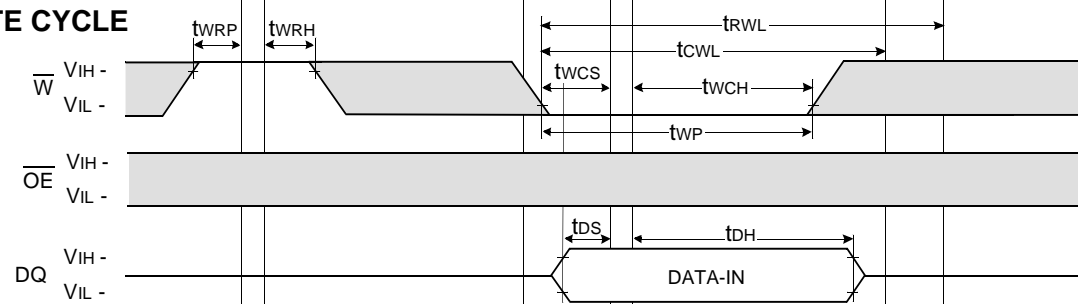 TE CYCLE
tWRP
tWRH
tRWL
tCWL
W
VIH -
VIL -
tWCS
tWCH
tWP
OE
VIH -
VIL -
tDS
tDH
DQ
VIH -
VIL -
DATA-IN